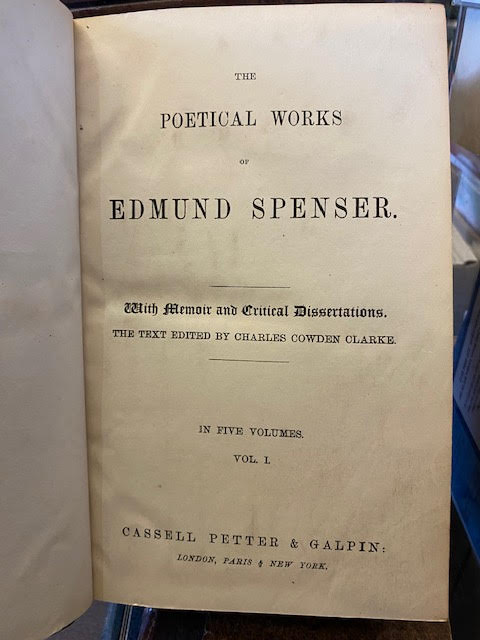 THE
POETICAL WORKS
OF
EDMUND SPENSER.
With Memoir and Critical Dissertations.
THE TEXT EDITED BY CHARLES COWDEN CLARKE.
IN FIVE VOLUMES.
VOL. I.
CASSELL PETTER & GALPIN:
LONDON, PARIS & NEW YORK.